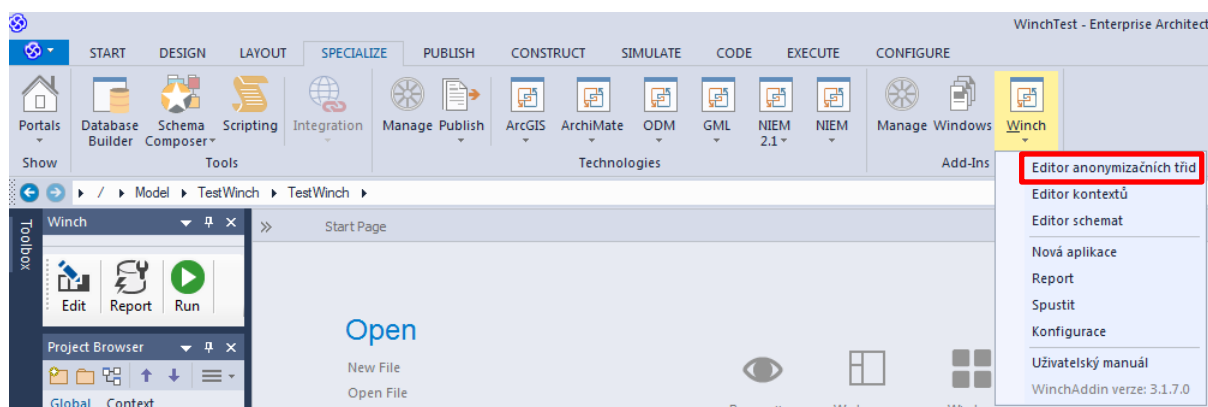 WinchTest - Enterprise Architect
START DESIGN LAYOUT SPECIALIZE PUBLISH CONSTRUCT SIMULATE CODE EXECUTE CONFIGURE
Portals Database Builder Schema Composer Scripting Integration Manage Publish ArcGIS ArchiMate ODM GML NIEM 2.1 NIEM Manage Windows Winch
Show Tools Technologies Add-Ins
/ Model TestWinch TestWinch
Editor anonymizačních tříd
Editor kontextů
Editor schemat
Nová aplikace
Report
Spustit
Konfigurace
Uživatelský manuál
WinchAddin verze: 3.1.7.0
Toolbox
Winch
Edit Report Run
Project Browser
Global Context
Start Page
Open
New File
Open File